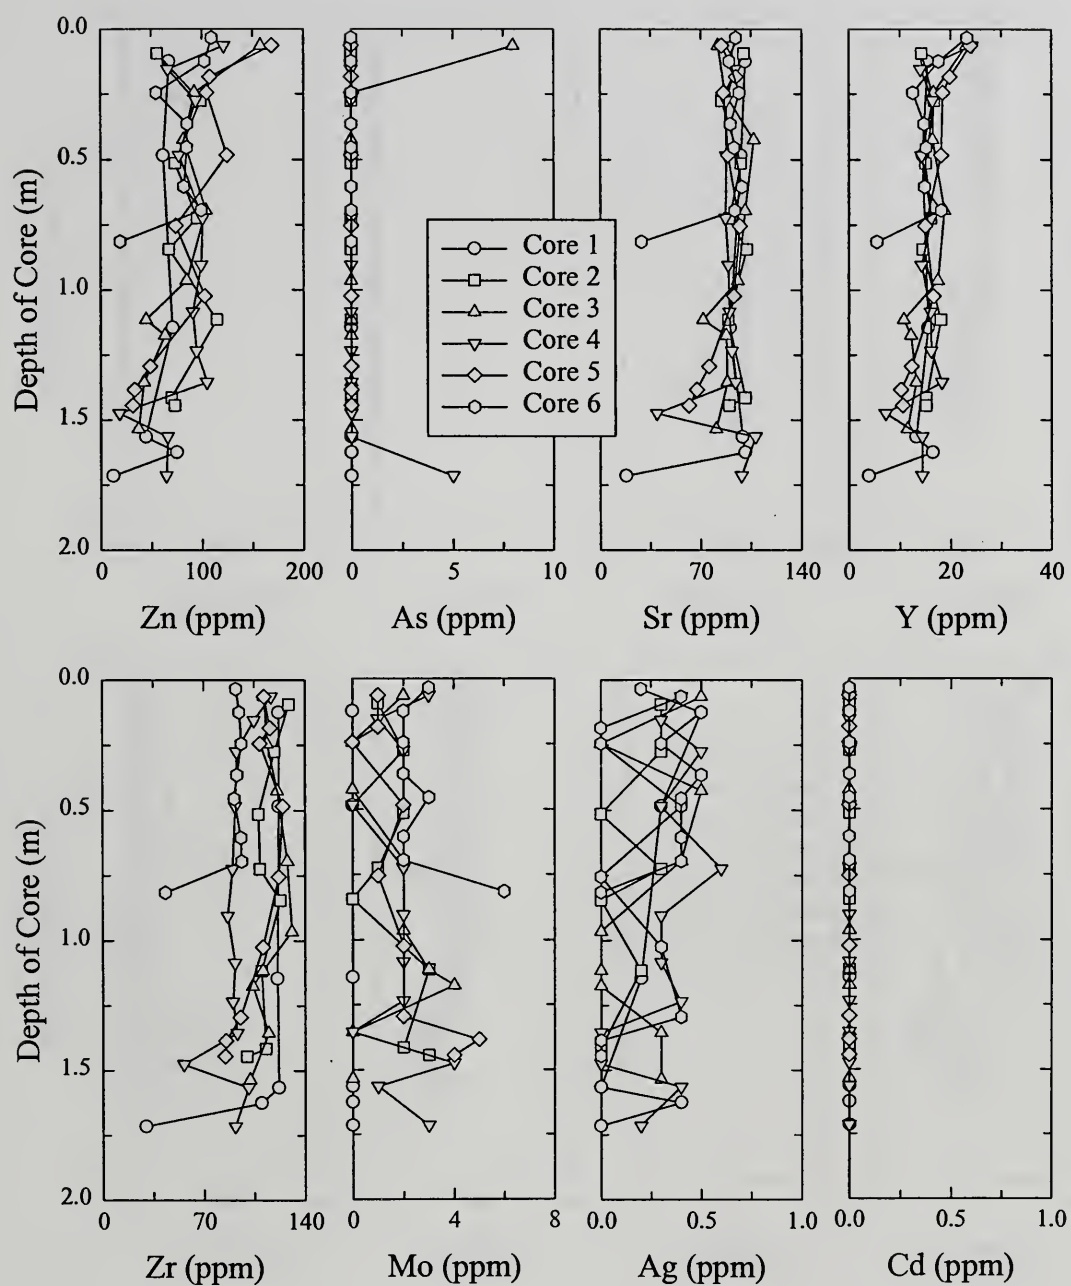 0.0
0.5
1.0
1.5
2.0
Depth of Core (m)
0 100 200
Zn (ppm)
0 5 10
As (ppm)
0 70 140
Sr (ppm)
0 20 40
Y (ppm)
Core 1
Core 2
Core 3
Core 4
Core 5
Core 6
0.0
0.5
1.0
1.5
2.0
Depth of Core (m)
0 70 140
Zr (ppm)
0 4 8
Mo (ppm)
0.0 0.5 1.0
Ag (ppm)
0.0 0.5 1.0
Cd (ppm)